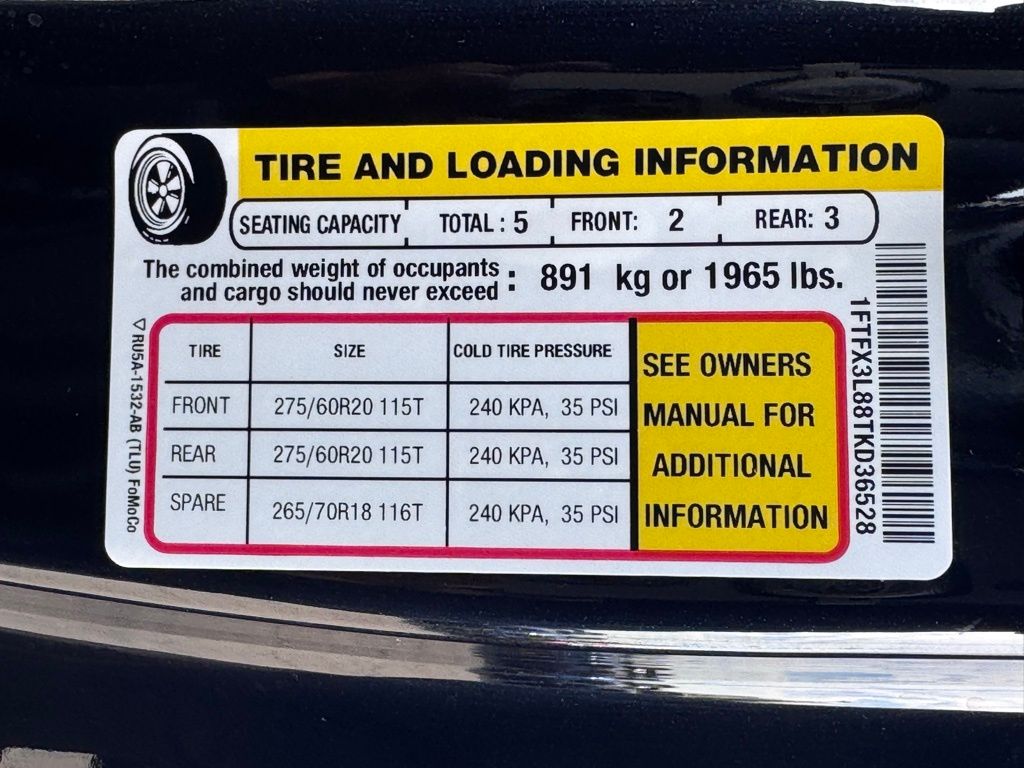 TIRE AND LOADING INFORMATION
SEATING CAPACITY TOTAL : 5 FRONT: 2 REAR: 3
The combined weight of occupants
and cargo should never exceed : 891 kg or 1965 lbs.
TIRE SIZE COLD TIRE PRESSURE
FRONT 275/60R20 115T 240 KPA, 35 PSI
REAR 275/60R20 115T 240 KPA, 35 PSI
SPARE 265/70R18 116T 240 KPA, 35 PSI
SEE OWNERS
MANUAL FOR
ADDITIONAL
INFORMATION
RU5A-1532-AB (TLU) FoMoCo
1FTFX3L88TKD36528